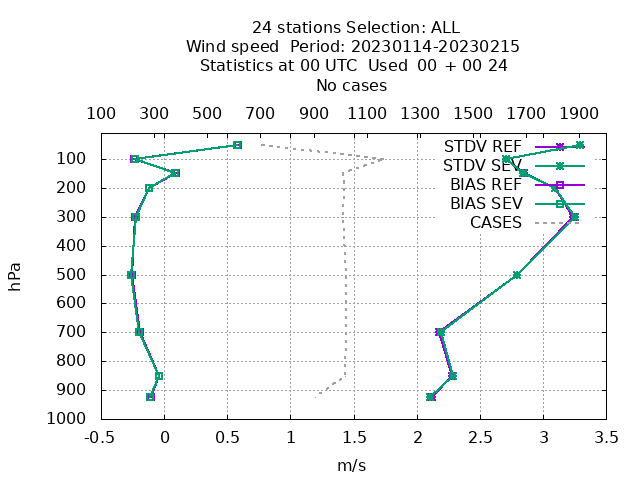 24 stations Selection: ALL
Wind speed  Period: 20230114-20230215
Statistics at 00 UTC  Used  00 + 00 24
No cases
100 300 500 700 900 1100 1300 1500 1700 1900
STDV REF
STDV SEV
BIAS REF
BIAS SEV
CASES
100
200
300
400
500
600
700
800
900
1000
hPa
-0.5 0 0.5 1 1.5 2 2.5 3 3.5
m/s